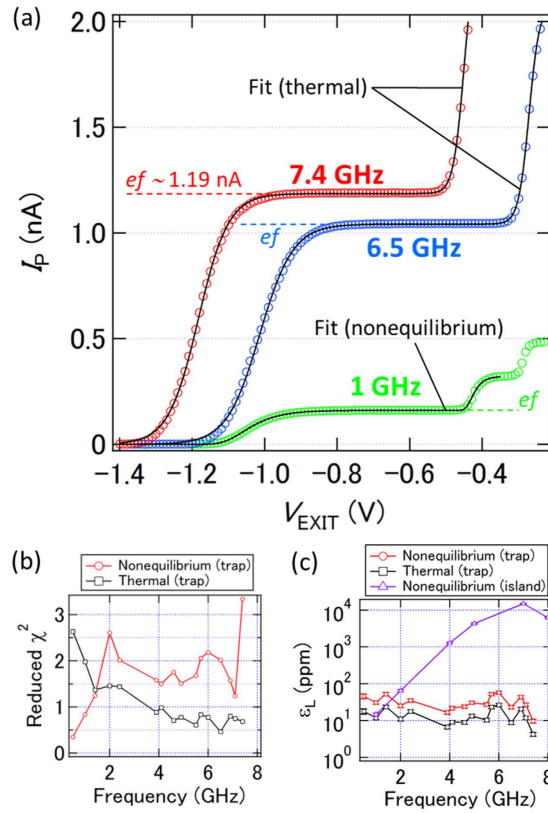 (a)
2.0
1.5
1.0
0.5
0
I_P (nA)
Fit (thermal)
ef ~ 1.19 nA
7.4 GHz
ef
6.5 GHz
Fit (nonequilibrium)
1 GHz
ef
−1.4 −1.2 −1.0 −0.8 −0.6 −0.4
V_EXIT (V)
(b)
Nonequilibrium (trap)
Thermal (trap)
3
2
1
0
Reduced χ²
0 2 4 6 8
Frequency (GHz)
(c)
Nonequilibrium (trap)
Thermal (trap)
Nonequilibrium (island)
10⁴
10³
10²
10¹
10⁰
ε_L (ppm)
0 2 4 6 8
Frequency (GHz)